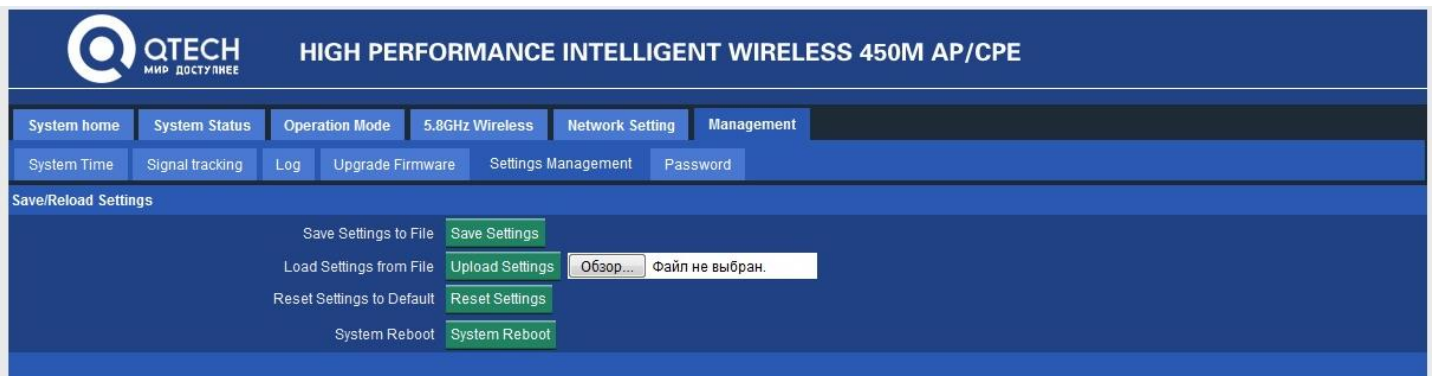 QTECH
МИР ДОСТУПНЕЕ
HIGH PERFORMANCE INTELLIGENT WIRELESS 450M AP/CPE
System home System Status Operation Mode 5.8GHz Wireless Network Setting Management
System Time Signal tracking Log Upgrade Firmware Settings Management Password
Save/Reload Settings
Save Settings to File Save Settings
Load Settings from File Upload Settings Обзор... Файл не выбран.
Reset Settings to Default Reset Settings
System Reboot System Reboot